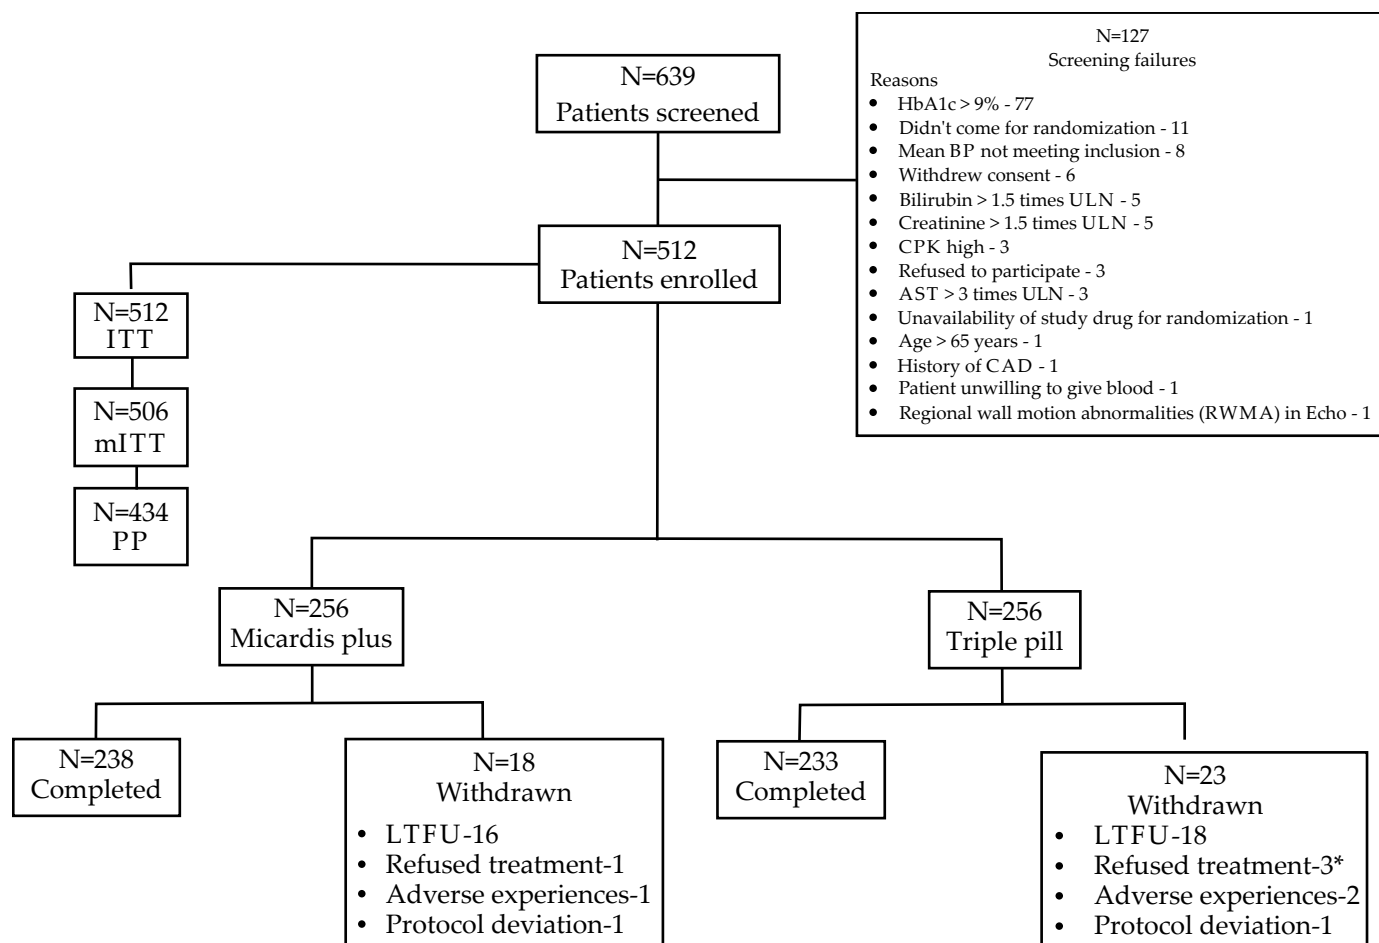 N=639
Patients screened
N=127
Screening failures
Reasons
• HbA1c > 9% - 77
• Didn't come for randomization - 11
• Mean BP not meeting inclusion - 8
• Withdrew consent - 6
• Bilirubin > 1.5 times ULN - 5
• Creatinine > 1.5 times ULN - 5
• CPK high - 3
• Refused to participate - 3
• AST > 3 times ULN - 3
• Unavailability of study drug for randomization - 1
• Age > 65 years - 1
• History of CAD - 1
• Patient unwilling to give blood - 1
• Regional wall motion abnormalities (RWMA) in Echo - 1
N=512
Patients enrolled
N=512
ITT
N=506
mITT
N=434
PP
N=256
Micardis plus
N=256
Triple pill
N=238
Completed
N=18
Withdrawn
• LTFU-16
• Refused treatment-1
• Adverse experiences-1
• Protocol deviation-1
N=233
Completed
N=23
Withdrawn
• LTFU-18
• Refused treatment-3*
• Adverse experiences-2
• Protocol deviation-1